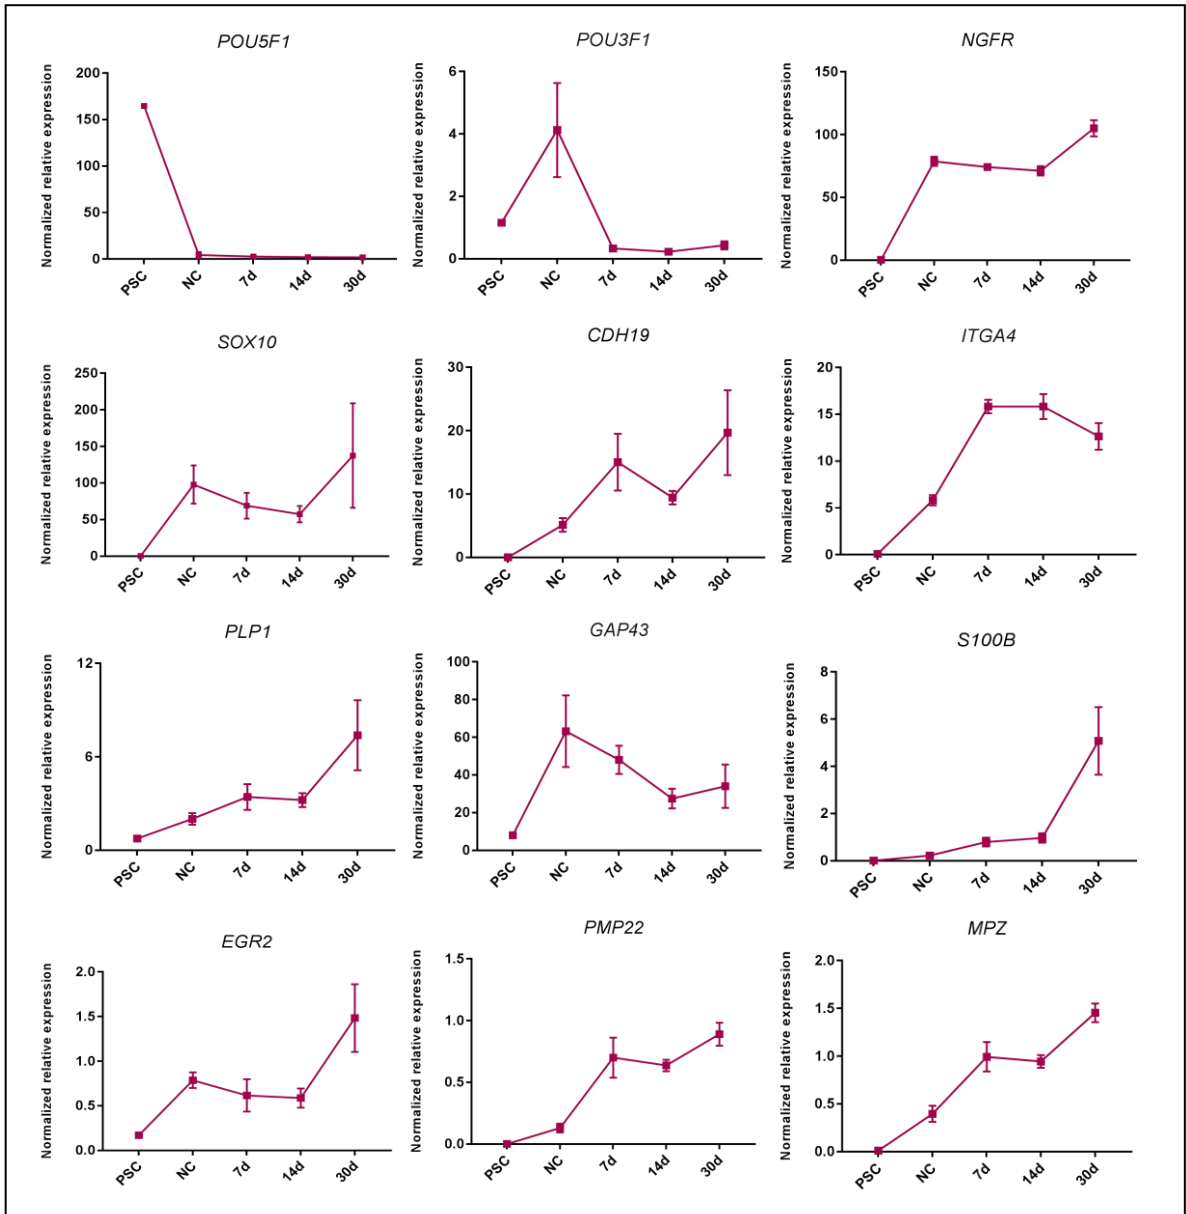 POU5F1
Normalized relative expression
200
150
100
50
0
PSC NC 7d 14d 30d
POU3F1
Normalized relative expression
6
4
2
0
PSC NC 7d 14d 30d
NGFR
Normalized relative expression
150
100
50
0
PSC NC 7d 14d 30d
SOX10
Normalized relative expression
250
200
150
100
50
0
PSC NC 7d 14d 30d
CDH19
Normalized relative expression
30
20
10
0
PSC NC 7d 14d 30d
ITGA4
Normalized relative expression
20
15
10
5
0
PSC NC 7d 14d 30d
PLP1
Normalized relative expression
12
6
0
PSC NC 7d 14d 30d
GAP43
Normalized relative expression
100
80
60
40
20
0
PSC NC 7d 14d 30d
S100B
Normalized relative expression
8
6
4
2
0
PSC NC 7d 14d 30d
EGR2
Normalized relative expression
2.0
1.5
1.0
0.5
0.0
PSC NC 7d 14d 30d
PMP22
Normalized relative expression
1.5
1.0
0.5
0.0
PSC NC 7d 14d 30d
MPZ
Normalized relative expression
2.0
1.5
1.0
0.5
0.0
PSC NC 7d 14d 30d